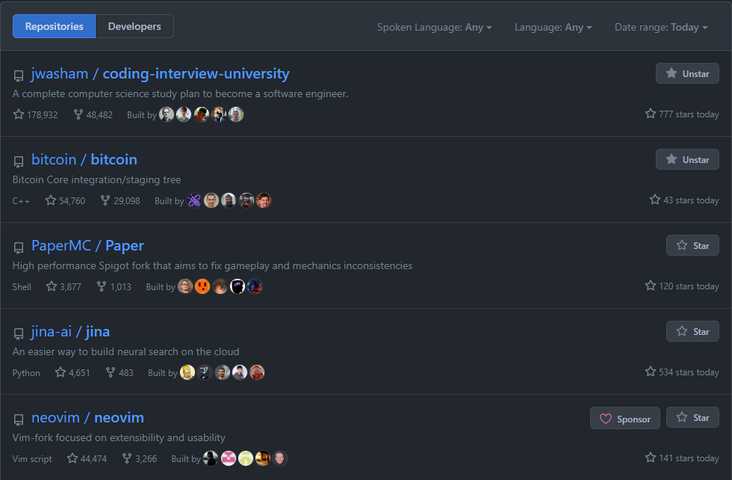 Repositories Developers Spoken Language: Any Language: Any Date range: Today
jwasham / coding-interview-university Unstar
A complete computer science study plan to become a software engineer.
178,932 48,482 Built by 777 stars today
bitcoin / bitcoin Unstar
Bitcoin Core integration/staging tree
C++ 54,760 29,098 Built by 43 stars today
PaperMC / Paper Star
High performance Spigot fork that aims to fix gameplay and mechanics inconsistencies
Shell 3,877 1,013 Built by 120 stars today
jina-ai / jina Star
An easier way to build neural search on the cloud
Python 4,651 483 Built by 534 stars today
neovim / neovim Sponsor Star
Vim-fork focused on extensibility and usability
Vim script 44,474 3,266 Built by 141 stars today